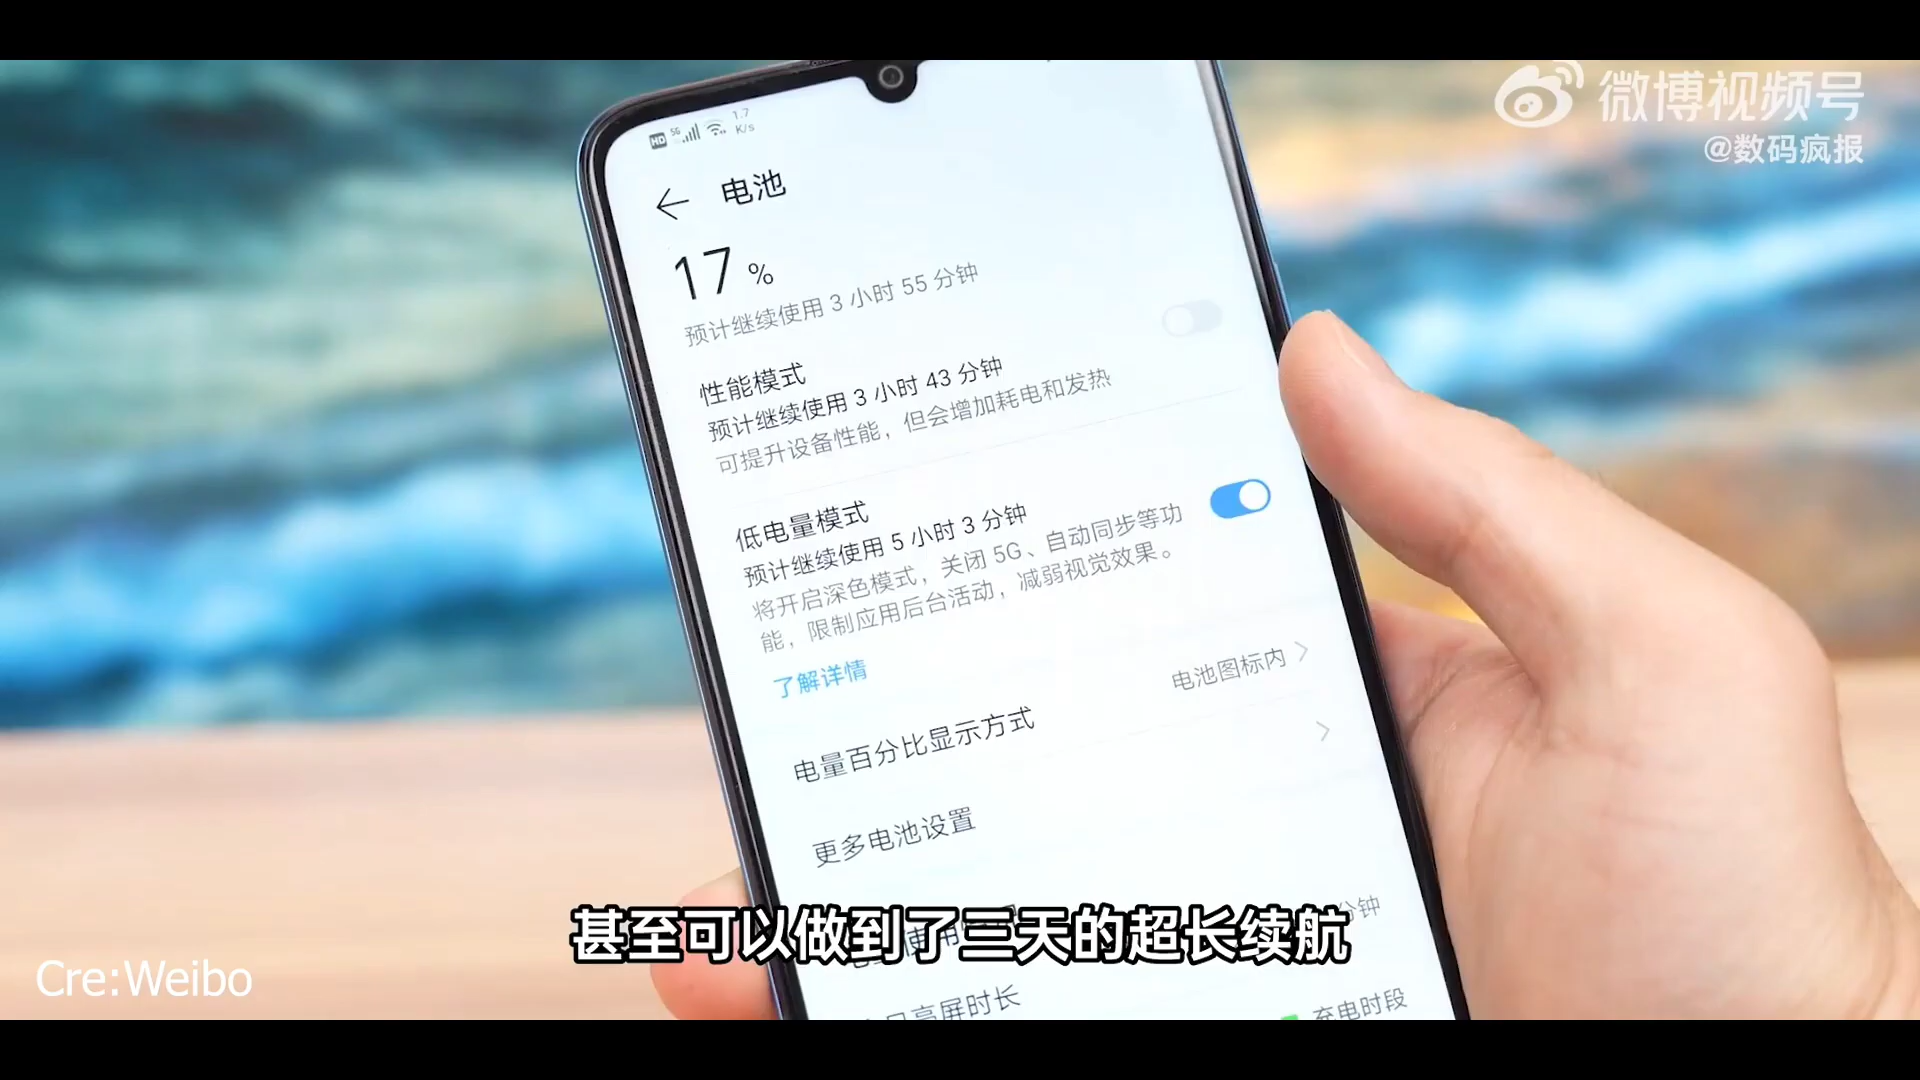 微博视频号
@数码疯报
HD 5G 1.7 K/s
电池
17 %
预计继续使用 3 小时 55 分钟
性能模式
预计继续使用 3 小时 43 分钟
可提升设备性能，但会增加耗电和发热
低电量模式
预计继续使用 5 小时 3 分钟
将开启深色模式，关闭 5G、自动同步等功
能，限制应用后台活动，减弱视觉效果。
了解详情
电量百分比显示方式
电池图标内
更多电池设置
分钟
甚至可以做到了三天的超长续航
亮屏时长
充电时段
Cre:Weibo